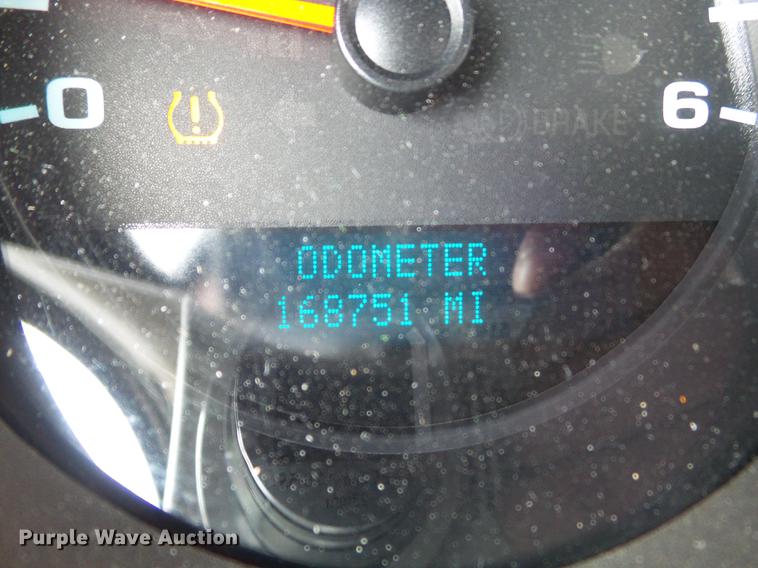 0
6
BRAKE
ODOMETER
168751 MI
Purple Wave Auction